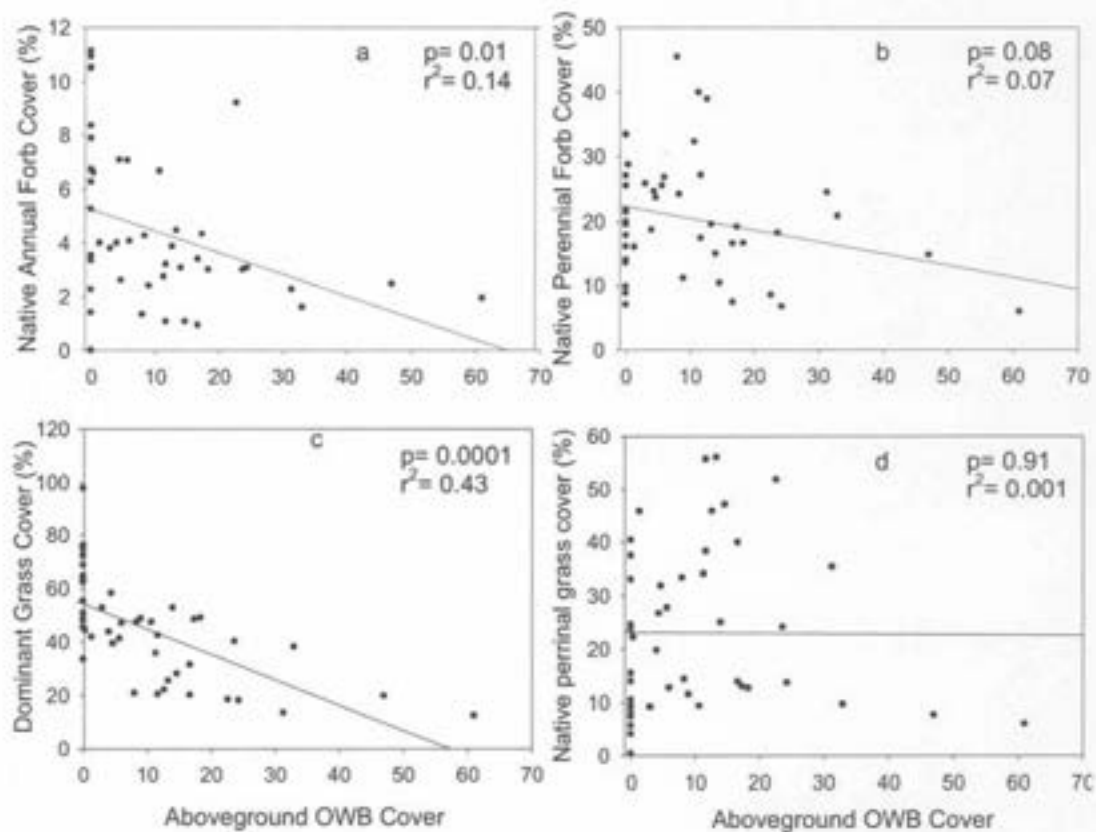 12
10
8
6
4
2
0
Native Annual Forb Cover (%)
a
p= 0.01
r²= 0.14
0 10 20 30 40 50 60 70
50
40
30
20
10
0
Native Perennial Forb Cover (%)
b
p= 0.08
r²= 0.07
0 10 20 30 40 50 60 70
120
100
80
60
40
20
0
Dominant Grass Cover (%)
c
p= 0.0001
r²= 0.43
0 10 20 30 40 50 60 70
Aboveground OWB Cover
60
50
40
30
20
10
0
Native perrinal grass cover (%)
d
p= 0.91
r²= 0.001
0 10 20 30 40 50 60 70
Aboveground OWB Cover